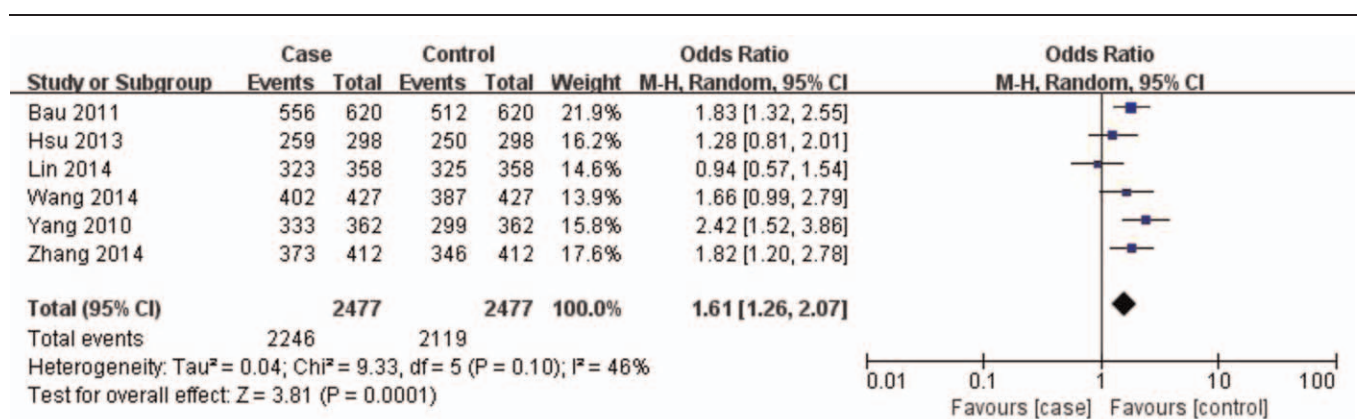 Case Control Odds Ratio Odds Ratio
Study or Subgroup Events Total Events Total Weight M-H, Random, 95% CI M-H, Random, 95% CI
Bau 2011 556 620 512 620 21.9% 1.83 [1.32, 2.55]
Hsu 2013 259 298 250 298 16.2% 1.28 [0.81, 2.01]
Lin 2014 323 358 325 358 14.6% 0.94 [0.57, 1.54]
Wang 2014 402 427 387 427 13.9% 1.66 [0.99, 2.79]
Yang 2010 333 362 299 362 15.8% 2.42 [1.52, 3.86]
Zhang 2014 373 412 346 412 17.6% 1.82 [1.20, 2.78]
Total (95% CI) 2477 2477 100.0% 1.61 [1.26, 2.07]
Total events 2246 2119
Heterogeneity: Tau² = 0.04; Chi² = 9.33, df = 5 (P = 0.10); I² = 46%
Test for overall effect: Z = 3.81 (P = 0.0001)
0.01 0.1 1 10 100
Favours [case] Favours [control]